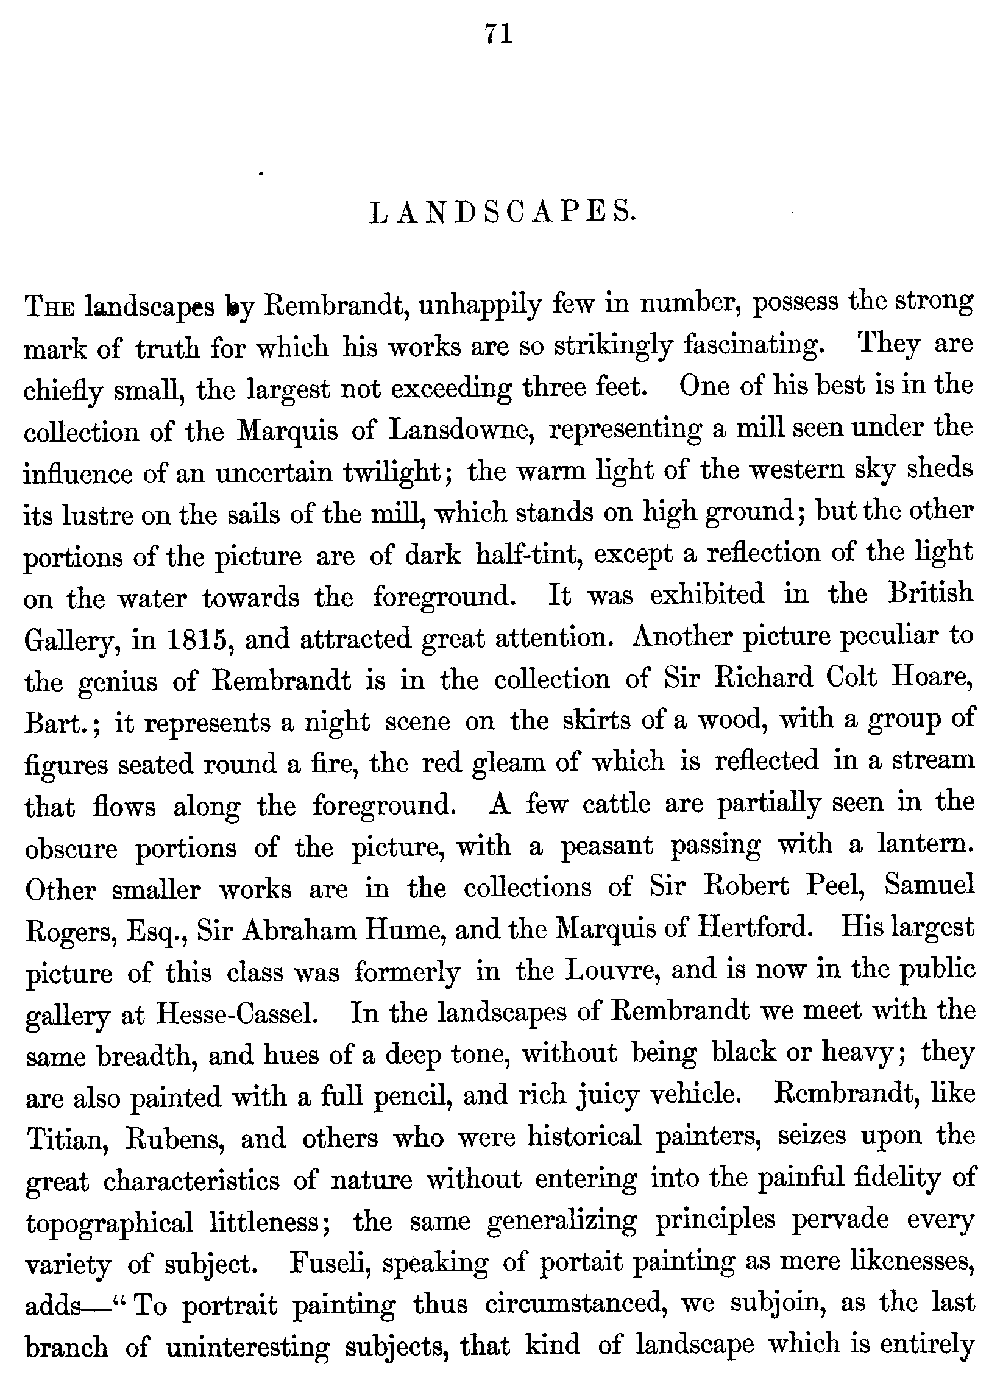 71
LANDSCAPES.
THE landscapes by Rembrandt, unhappily few in number, possess the strong
mark of truth for which his works are so strikingly fascinating. They are
chiefly small, the largest not exceeding three feet. One of his best is in the
collection of the Marquis of Lansdowne, representing a mill seen under the
influence of an uncertain twilight; the warm light of the western sky sheds
its lustre on the sails of the mill, which stands on high ground; but the other
portions of the picture are of dark half-tint, except a reflection of the light
on the water towards the foreground. It was exhibited in the British
Gallery, in 1815, and attracted great attention. Another picture peculiar to
the genius of Rembrandt is in the collection of Sir Richard Colt Hoare,
Bart.; it represents a night scene on the skirts of a wood, with a group of
figures seated round a fire, the red gleam of which is reflected in a stream
that flows along the foreground. A few cattle are partially seen in the
obscure portions of the picture, with a peasant passing with a lantern.
Other smaller works are in the collections of Sir Robert Peel, Samuel
Rogers, Esq., Sir Abraham Hume, and the Marquis of Hertford. His largest
picture of this class was formerly in the Louvre, and is now in the public
gallery at Hesse-Cassel. In the landscapes of Rembrandt we meet with the
same breadth, and hues of a deep tone, without being black or heavy; they
are also painted with a full pencil, and rich juicy vehicle. Rembrandt, like
Titian, Rubens, and others who were historical painters, seizes upon the
great characteristics of nature without entering into the painful fidelity of
topographical littleness; the same generalizing principles pervade every
variety of subject. Fuseli, speaking of portait painting as mere likenesses,
adds—“To portrait painting thus circumstanced, we subjoin, as the last
branch of uninteresting subjects, that kind of landscape which is entirely